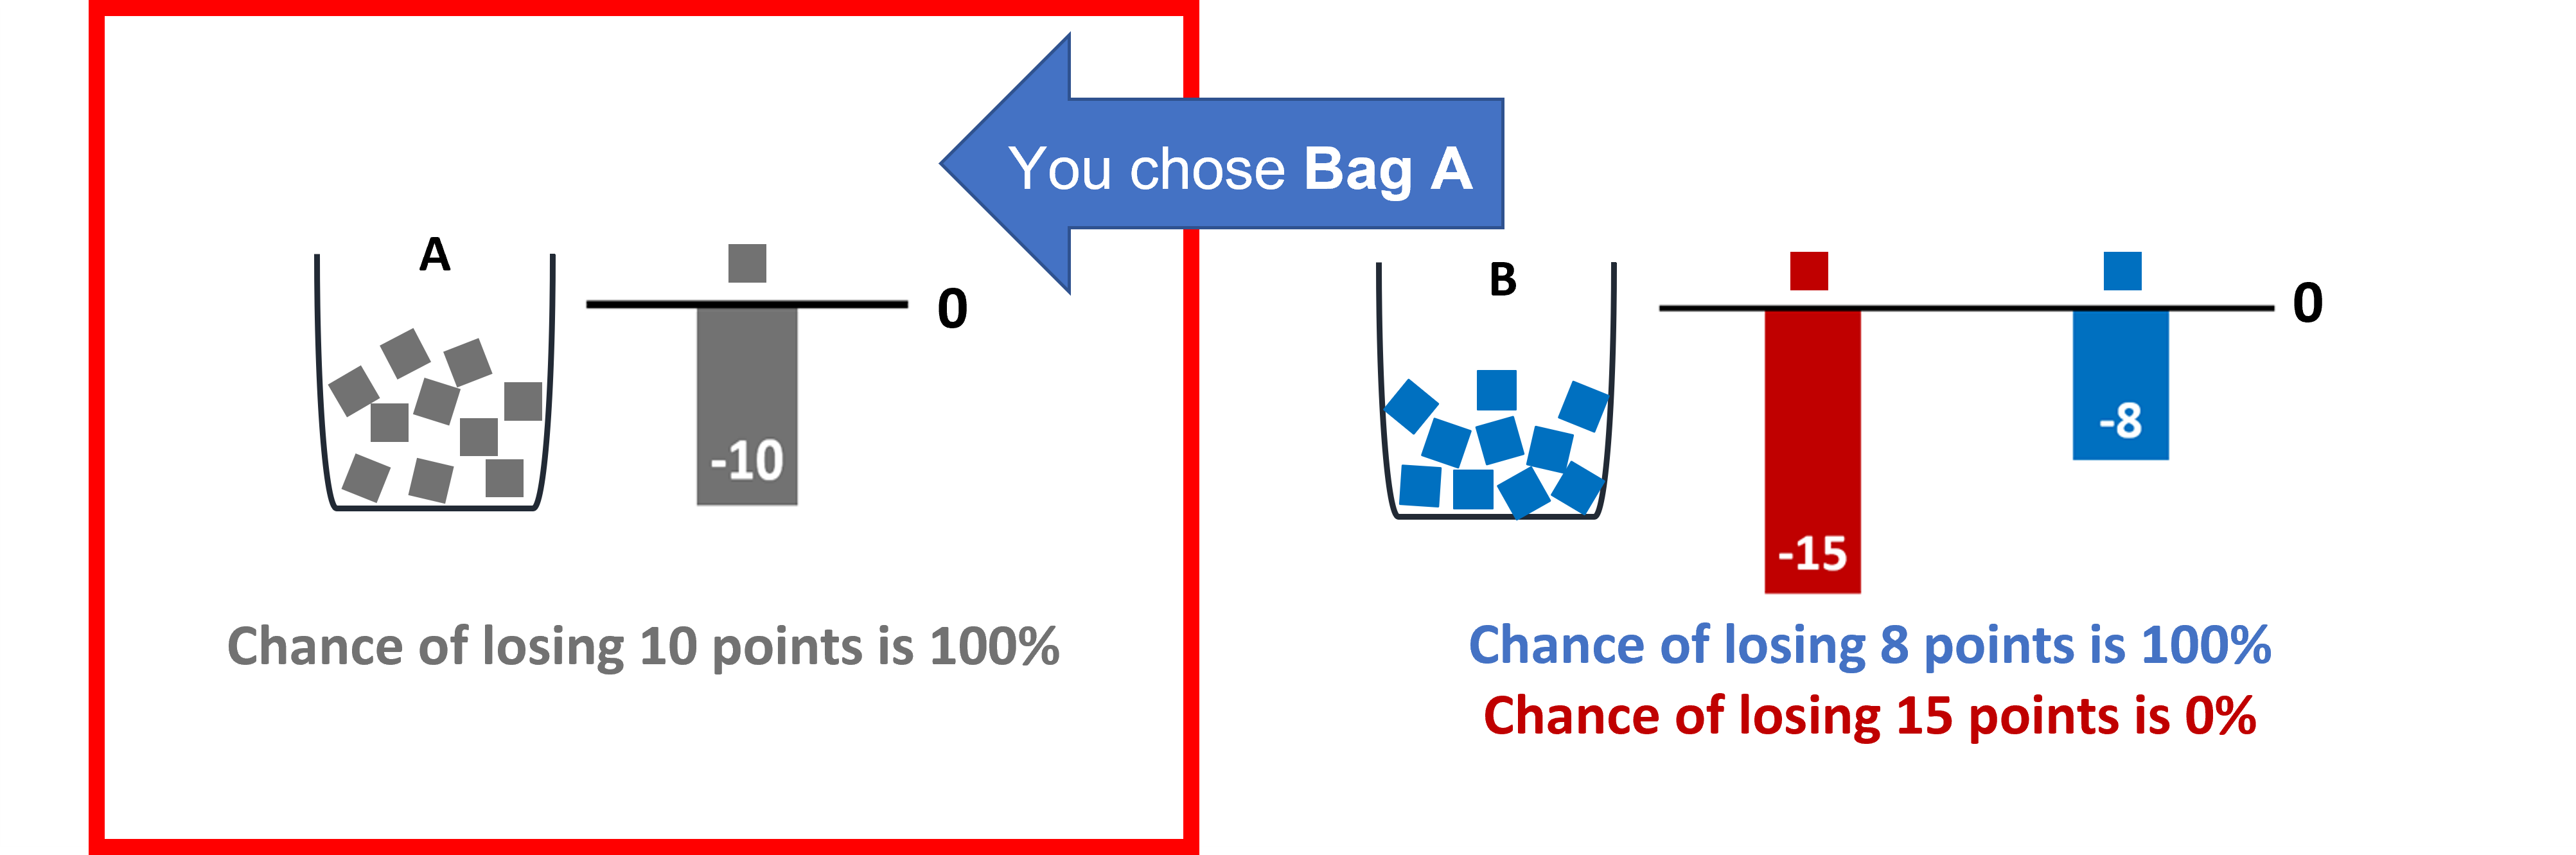 You chose Bag A
A
0
-10
Chance of losing 10 points is 100%
B
0
-15
-8
Chance of losing 8 points is 100%
Chance of losing 15 points is 0%